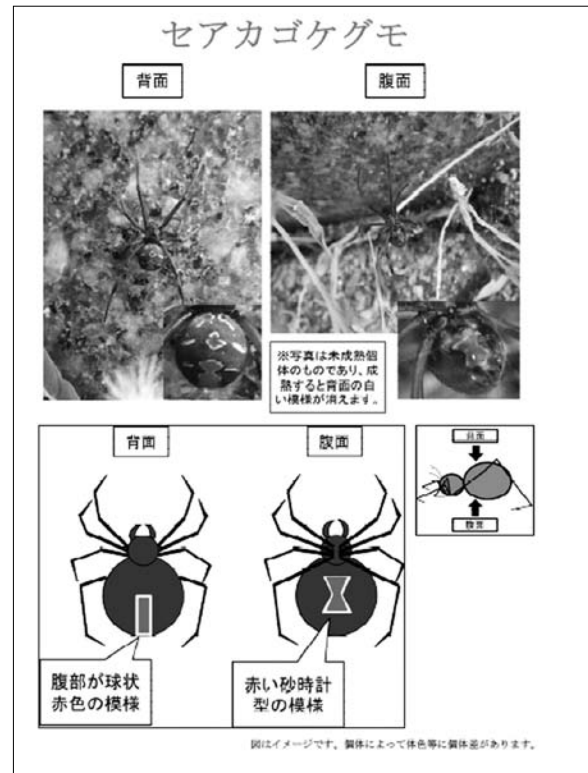 セアカゴケグモ
背面
腹面
※写真は未成熟個
体のものであり、成
熟すると背面の白
い模様が消えます。
背面
腹面
背面
腹面
腹部が球状
赤色の模様
赤い砂時計
型の模様
図はイメージです。個体によって体色等に個体差があります。